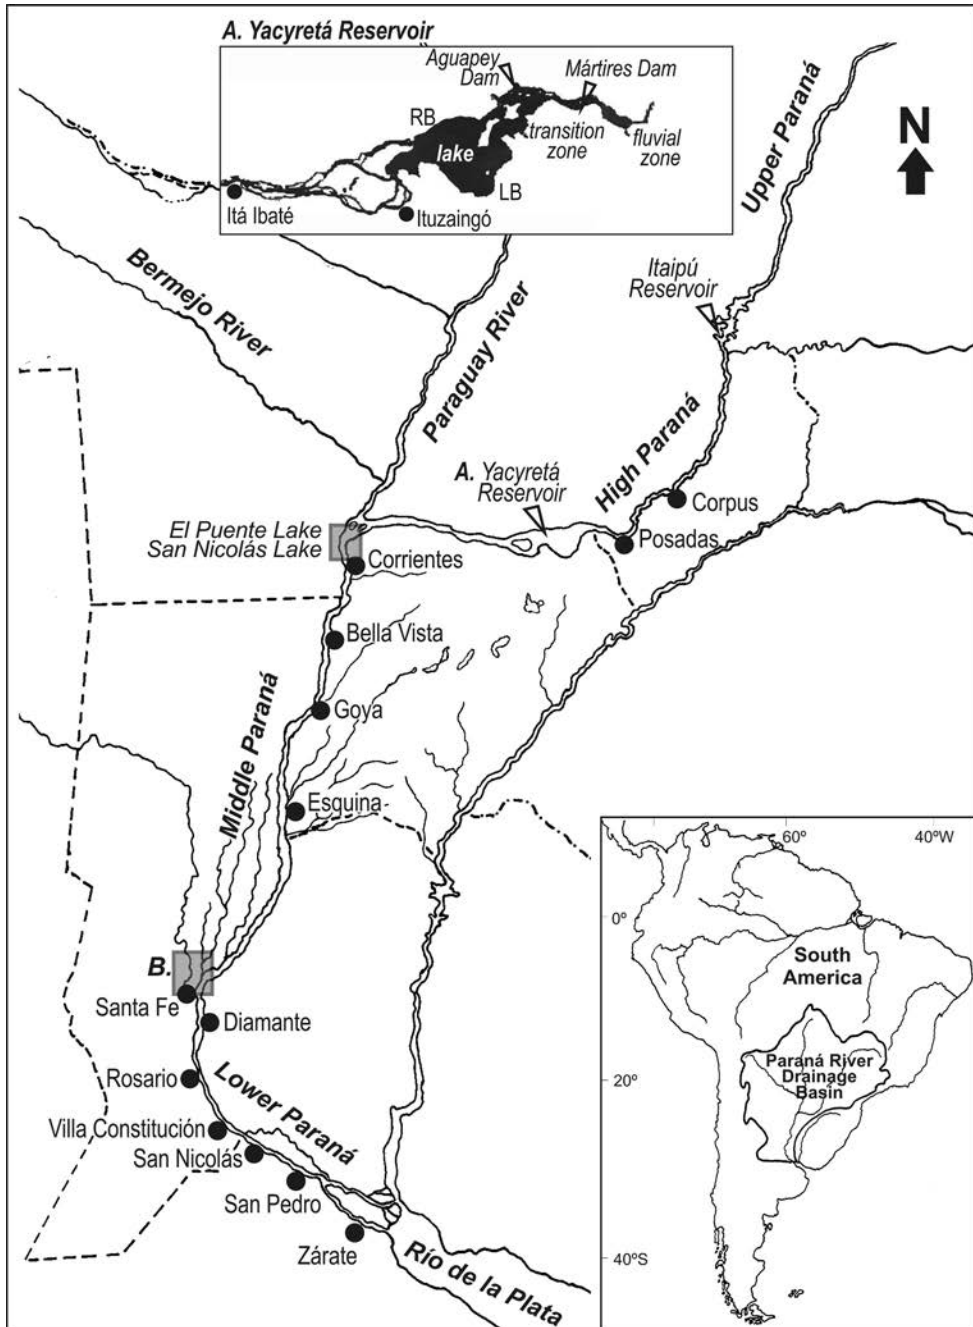 A. Yacyretá Reservoir
Aguapey
Dam
Mártires Dam
RB
lake
transition
zone
fluvial
zone
LB
Itá Ibaté
Ituzaingó
Upper Paraná
N
Bermejo River
Paraguay River
Itaipú
Reservoir
High Paraná
A. Yacyretá
Reservoir
Corpus
Posadas
El Puente Lake
San Nicolás Lake
Corrientes
Bella Vista
Goya
Middle Paraná
Esquina
B.
Santa Fe
Diamante
Rosario
Lower Paraná
Villa Constitución
San Nicolás
San Pedro
Zárate
Río de la Plata
60º
40ºW
0º
South
America
Paraná River
Drainage
Basin
20º
40ºS